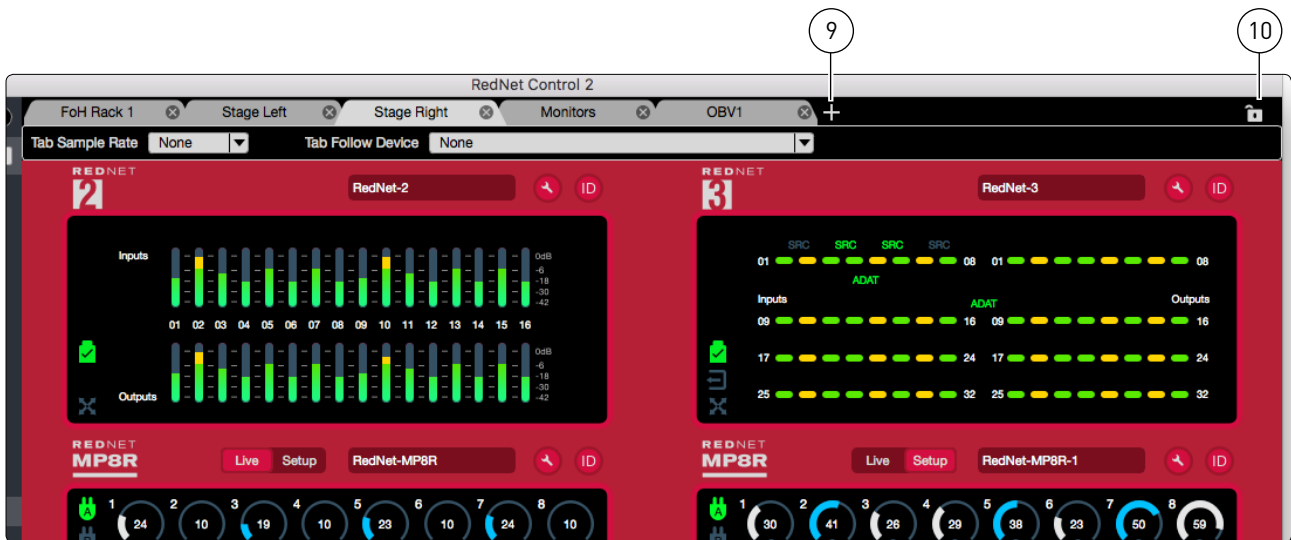 9 10
RedNet Control 2
FoH Rack 1 Stage Left Stage Right Monitors OBV1 +
Tab Sample Rate None Tab Follow Device None
REDNET
2
RedNet-2
ID
Inputs
0dB
-6
-18
-30
-42
01 02 03 04 05 06 07 08 09 10 11 12 13 14 15 16
0dB
-6
-18
-30
-42
Outputs
REDNET
3
RedNet-3
ID
SRC SRC SRC SRC
01 08 01 08
ADAT
Inputs ADAT Outputs
09 16 09 16
17 24 17 24
25 32 25 32
REDNET
MP8R
Live Setup RedNet-MP8R ID
A
1 2 3 4 5 6 7 8
24 10 19 10 23 10 24 10
REDNET
MP8R
Live Setup RedNet-MP8R-1 ID
A
1 2 3 4 5 6 7 8
30 41 26 29 38 23 50 59